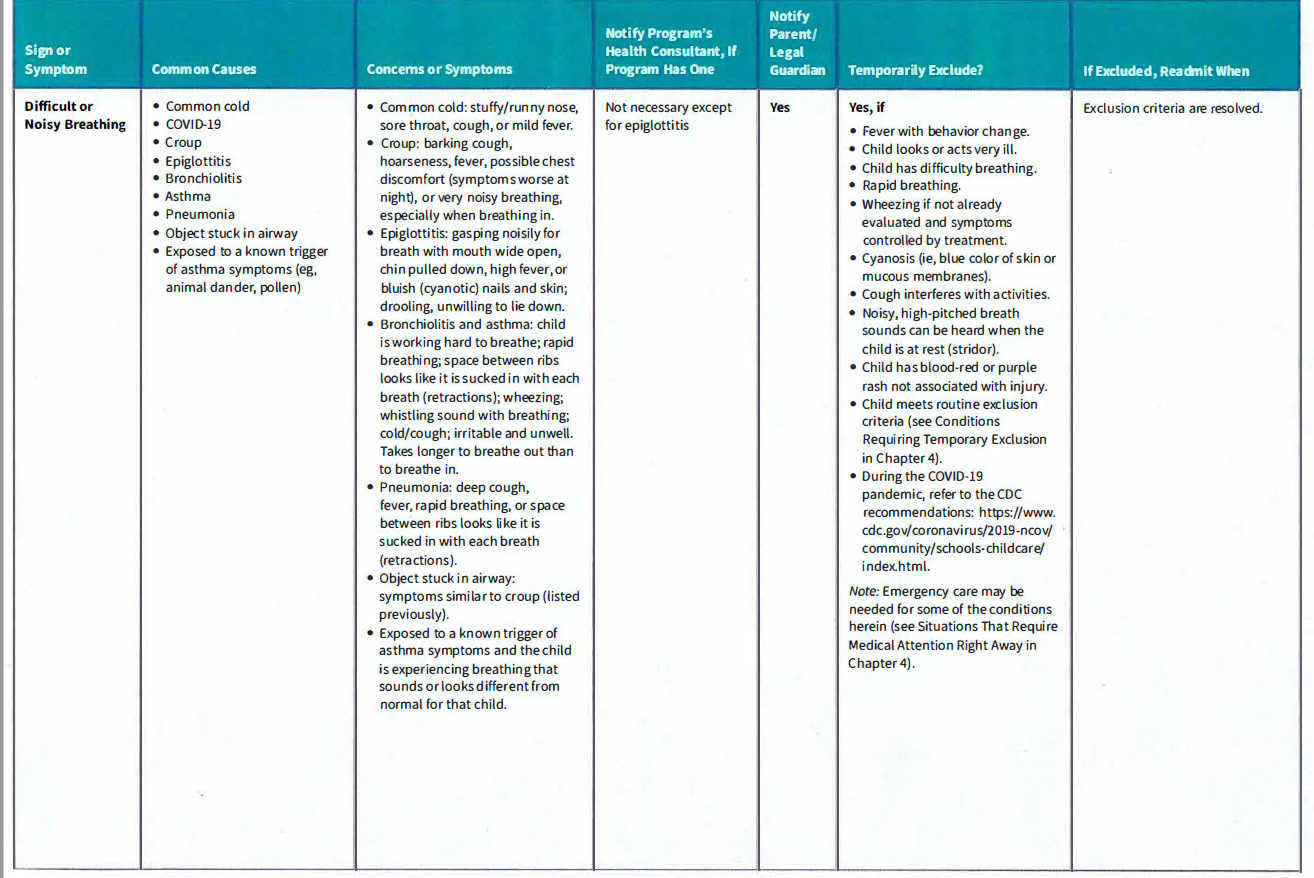 Sign or
Symptom
Common Causes
Concerns or Symptoms
Notify Program's
Health Consultant, If
Program Has One
Notify
Parent/
Legal
Guardian
Temporarily Exclude?
If Excluded, Readmit When
Difficult or
Noisy Breathing
• Common cold
• COVID-19
• Croup
• Epiglottitis
• Bronchiolitis
• Asthma
• Pneumonia
• Object stuck in airway
• Exposed to a known trigger
of asthma symptoms (eg,
animal dander, pollen)
• Common cold: stuffy/runny nose,
sore throat, cough, or mild fever.
• Croup: barking cough,
hoarseness, fever, possible chest
discomfort (symptoms worse at
night), or very noisy breathing,
especially when breathing in.
• Epiglottitis: gasping noisily for
breath with mouth wide open,
chin pulled down, high fever, or
bluish (cyanotic) nails and skin;
drooling, unwilling to lie down.
• Bronchiolitis and asthma: child
is working hard to breathe; rapid
breathing; space between ribs
looks like it is sucked in with each
breath (retractions); wheezing;
whistling sound with breathing;
cold/cough; irritable and unwell.
Takes longer to breathe out than
to breathe in.
• Pneumonia: deep cough,
fever, rapid breathing, or space
between ribs looks like it is
sucked in with each breath
(retractions).
• Object stuck in airway:
symptoms similar to croup (listed
previously).
• Exposed to a known trigger of
asthma symptoms and the child
is experiencing breathing that
sounds or looks different from
normal for that child.
Not necessary except
for epiglottitis
Yes
Yes, if
• Fever with behavior change.
• Child looks or acts very ill.
• Child has difficulty breathing.
• Rapid breathing.
• Wheezing if not already
evaluated and symptoms
controlled by treatment.
• Cyanosis (ie, blue color of skin or
mucous membranes).
• Cough interferes with activities.
• Noisy, high-pitched breath
sounds can be heard when the
child is at rest (stridor).
• Child has blood-red or purple
rash not associated with injury.
• Child meets routine exclusion
criteria (see Conditions
Requiring Temporary Exclusion
in Chapter 4).
• During the COVID-19
pandemic, refer to the CDC
recommendations: https://www.
cdc.gov/coronavirus/2019-ncov/
community/schools-childcare/
index.html.
Note: Emergency care may be
needed for some of the conditions
herein (see Situations That Require
Medical Attention Right Away in
Chapter 4).
Exclusion criteria are resolved.